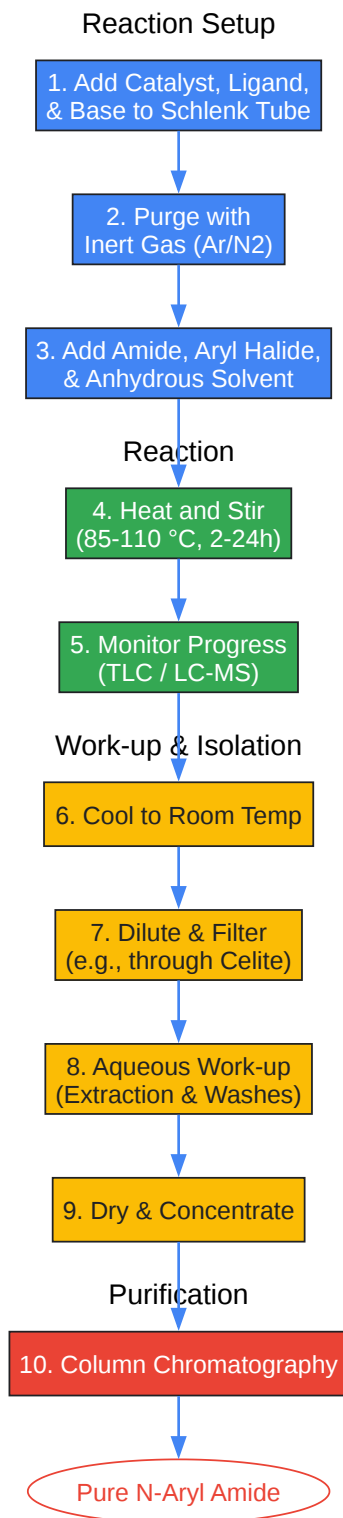 Reaction Setup
1. Add Catalyst, Ligand,
& Base to Schlenk Tube
2. Purge with
Inert Gas (Ar/N2)
3. Add Amide, Aryl Halide,
& Anhydrous Solvent
Reaction
4. Heat and Stir
(85-110 °C, 2-24h)
5. Monitor Progress
(TLC / LC-MS)
Work-up & Isolation
6. Cool to Room Temp
7. Dilute & Filter
(e.g., through Celite)
8. Aqueous Work-up
(Extraction & Washes)
9. Dry & Concentrate
Purification
10. Column Chromatography
Pure N-Aryl Amide